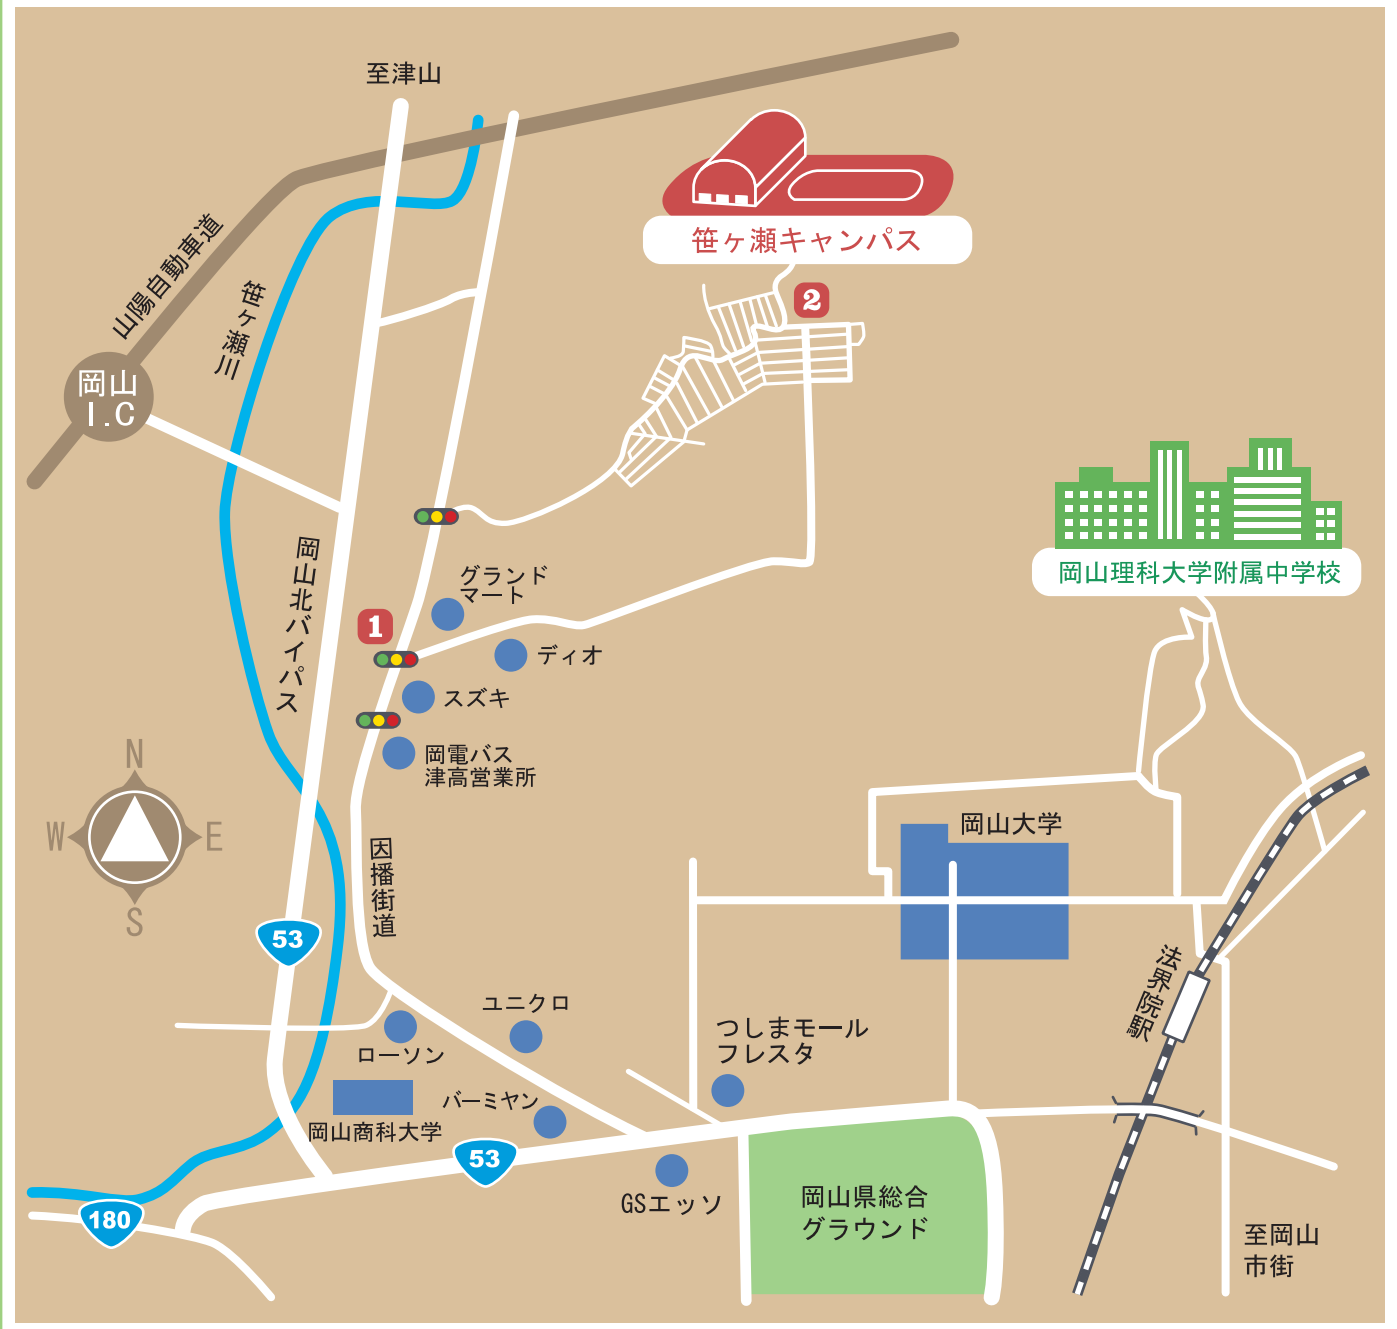 至津山
山陽自動車道
笹ヶ瀬川
笹ヶ瀬キャンパス
2
岡山
I.C
岡山北バイパス
グランド
マート
1
ディオ
スズキ
岡電バス
津高営業所
岡山理科大学附属中学校
N
W
E
S
因播街道
岡山大学
53
法界院駅
ユニクロ
ローソン
つしまモール
フレスタ
バーミヤン
岡山商科大学
53
GSエッソ
180
岡山県総合
グラウンド
至岡山
市街